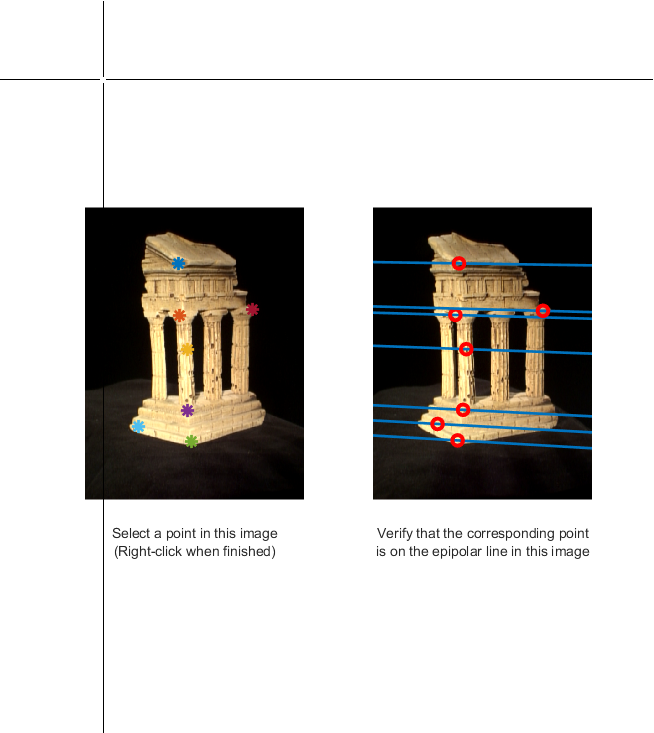 Select a point in this image
(Right-click when finished)
Verify that the corresponding point
is on the epipolar line in this image